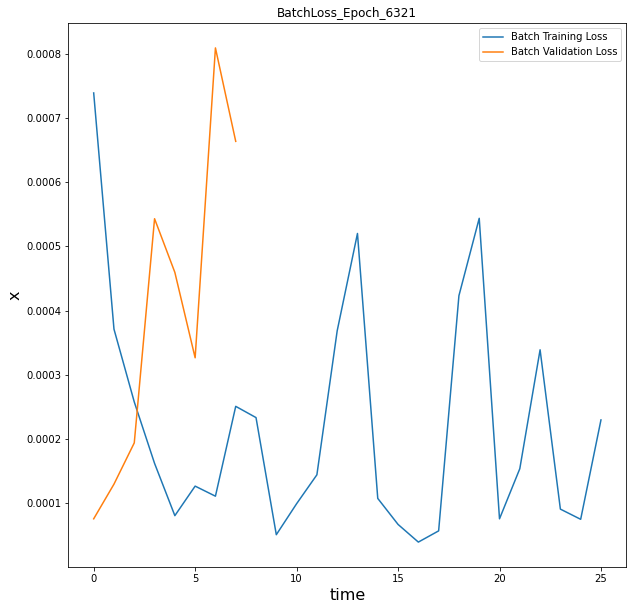 BatchLoss_Epoch_6321
Batch Training Loss
Batch Validation Loss
0.0008
0.0007
0.0006
0.0005
0.0004
0.0003
0.0002
0.0001
x
0 5 10 15 20 25
time